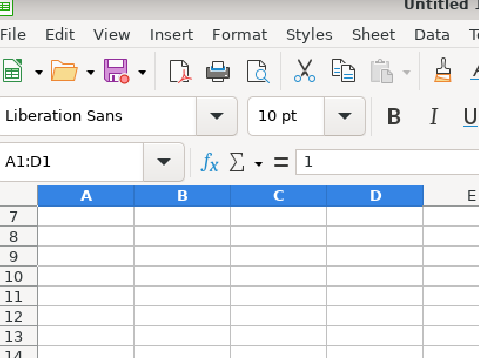 Untitled 1
File Edit View Insert Format Styles Sheet Data
Liberation Sans 10 pt B I U
A1:D1 fx Σ = 1
A B C D E
7
8
9
10
11
12
13
14